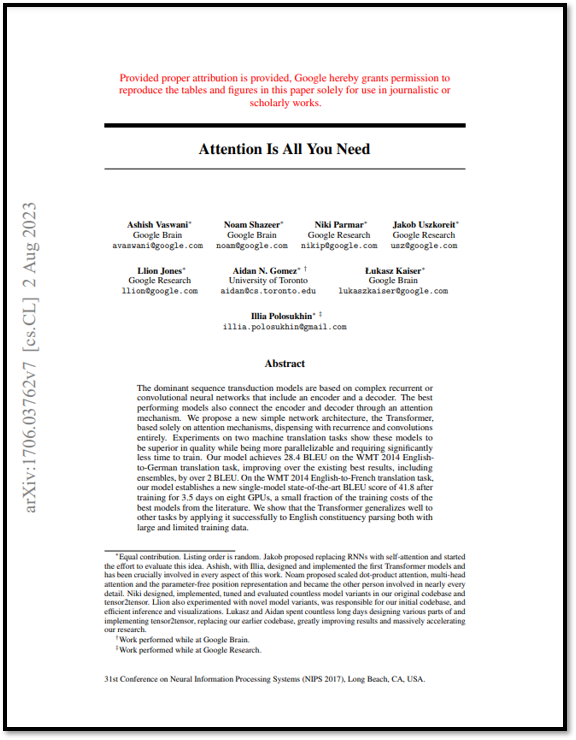 Provided proper attribution is provided, Google hereby grants permission to
reproduce the tables and figures in this paper solely for use in journalistic or
scholarly works.
Attention Is All You Need
Ashish Vaswani* Noam Shazeer* Niki Parmar* Jakob Uszkoreit*
Google Brain Google Brain Google Research Google Research
avaswani@google.com noam@google.com nikip@google.com usz@google.com
Llion Jones* Aidan N. Gomez* † Łukasz Kaiser*
Google Research University of Toronto Google Brain
llion@google.com aidan@cs.toronto.edu lukaszkaiser@google.com
Illia Polosukhin* ‡
illia.polosukhin@gmail.com
Abstract
The dominant sequence transduction models are based on complex recurrent or
convolutional neural networks that include an encoder and a decoder. The best
performing models also connect the encoder and decoder through an attention
mechanism. We propose a new simple network architecture, the Transformer,
based solely on attention mechanisms, dispensing with recurrence and convolutions
entirely. Experiments on two machine translation tasks show these models to
be superior in quality while being more parallelizable and requiring significantly
less time to train. Our model achieves 28.4 BLEU on the WMT 2014 English-
to-German translation task, improving over the existing best results, including
ensembles, by over 2 BLEU. On the WMT 2014 English-to-French translation task,
our model establishes a new single-model state-of-the-art BLEU score of 41.8 after
training for 3.5 days on eight GPUs, a small fraction of the training costs of the
best models from the literature. We show that the Transformer generalizes well to
other tasks by applying it successfully to English constituency parsing both with
large and limited training data.
*Equal contribution. Listing order is random. Jakob proposed replacing RNNs with self-attention and started
the effort to evaluate this idea. Ashish, with Illia, designed and implemented the first Transformer models and
has been crucially involved in every aspect of this work. Noam proposed scaled dot-product attention, multi-head
attention and the parameter-free position representation and became the other person involved in nearly every
detail. Niki designed, implemented, tuned and evaluated countless model variants in our original codebase and
tensor2tensor. Llion also experimented with novel model variants, was responsible for our initial codebase, and
efficient inference and visualizations. Lukasz and Aidan spent countless long days designing various parts of and
implementing tensor2tensor, replacing our earlier codebase, greatly improving results and massively accelerating
our research.
†Work performed while at Google Brain.
‡Work performed while at Google Research.
31st Conference on Neural Information Processing Systems (NIPS 2017), Long Beach, CA, USA.
arXiv:1706.03762v7 [cs.CL] 2 Aug 2023